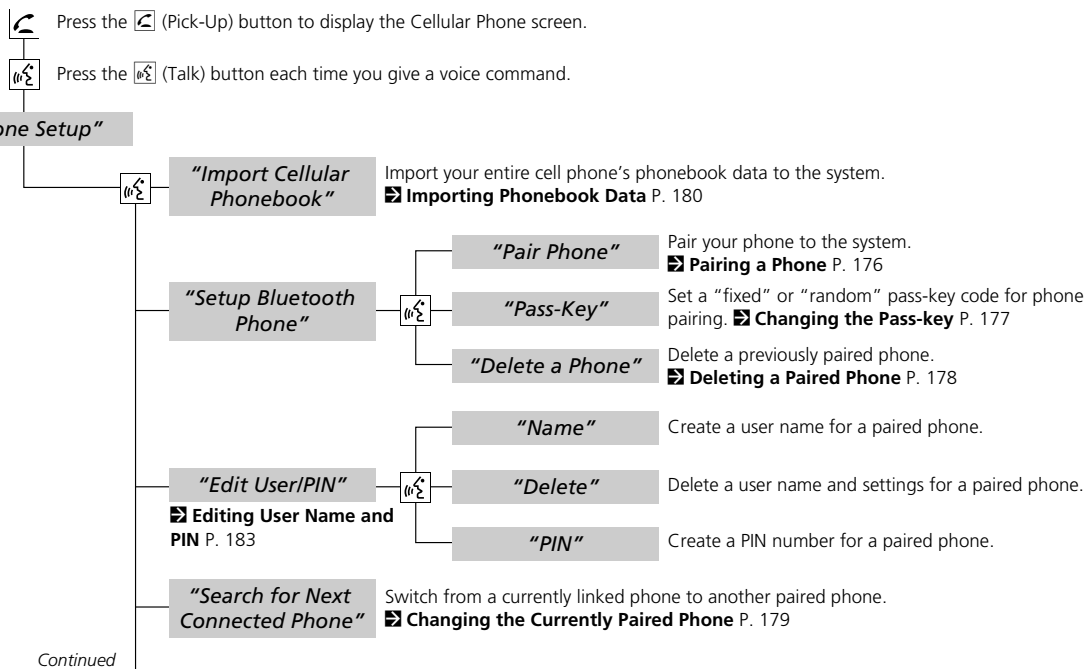 Press the (Pick-Up) button to display the Cellular Phone screen.
Press the (Talk) button each time you give a voice command.
one Setup”
“Import Cellular
Phonebook”
Import your entire cell phone’s phonebook data to the system.
Importing Phonebook Data P. 180
“Setup Bluetooth
Phone”
“Pair Phone”
Pair your phone to the system.
Pairing a Phone P. 176
“Pass-Key”
Set a “fixed” or “random” pass-key code for phone
pairing. Changing the Pass-key P. 177
“Delete a Phone”
Delete a previously paired phone.
Deleting a Paired Phone P. 178
“Edit User/PIN”
Editing User Name and
PIN P. 183
“Name”
Create a user name for a paired phone.
“Delete”
Delete a user name and settings for a paired phone.
“PIN”
Create a PIN number for a paired phone.
“Search for Next
Connected Phone”
Switch from a currently linked phone to another paired phone.
Changing the Currently Paired Phone P. 179
Continued